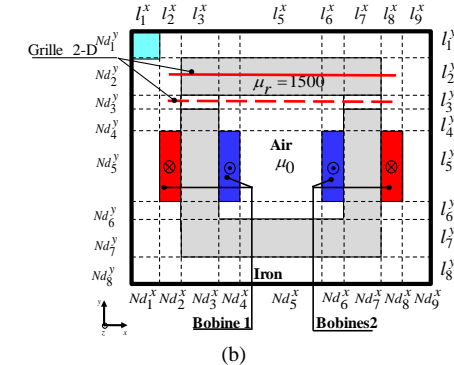 l₁ˣ l₂ˣ l₃ˣ l₅ˣ l₆ˣ l₈ˣ l₉ˣ
Nd₁ʸ l₁ʸ
Grille 2-D
Nd₂ʸ μᵣ = 1500 l₂ʸ
Nd₃ʸ l₃ʸ
Nd₄ʸ l₄ʸ
Air
Nd₅ʸ μ₀ l₅ʸ
Nd₆ʸ l₆ʸ
Nd₇ʸ l₇ʸ
Iron
Nd₈ʸ l₈ʸ
Nd₁ˣ Nd₂ˣ Nd₃ˣ Nd₄ˣ Nd₅ˣ Nd₆ˣ Nd₇ˣ Nd₈ˣ Nd₉ˣ
y
z x
Bobine 1 Bobines2
(b)